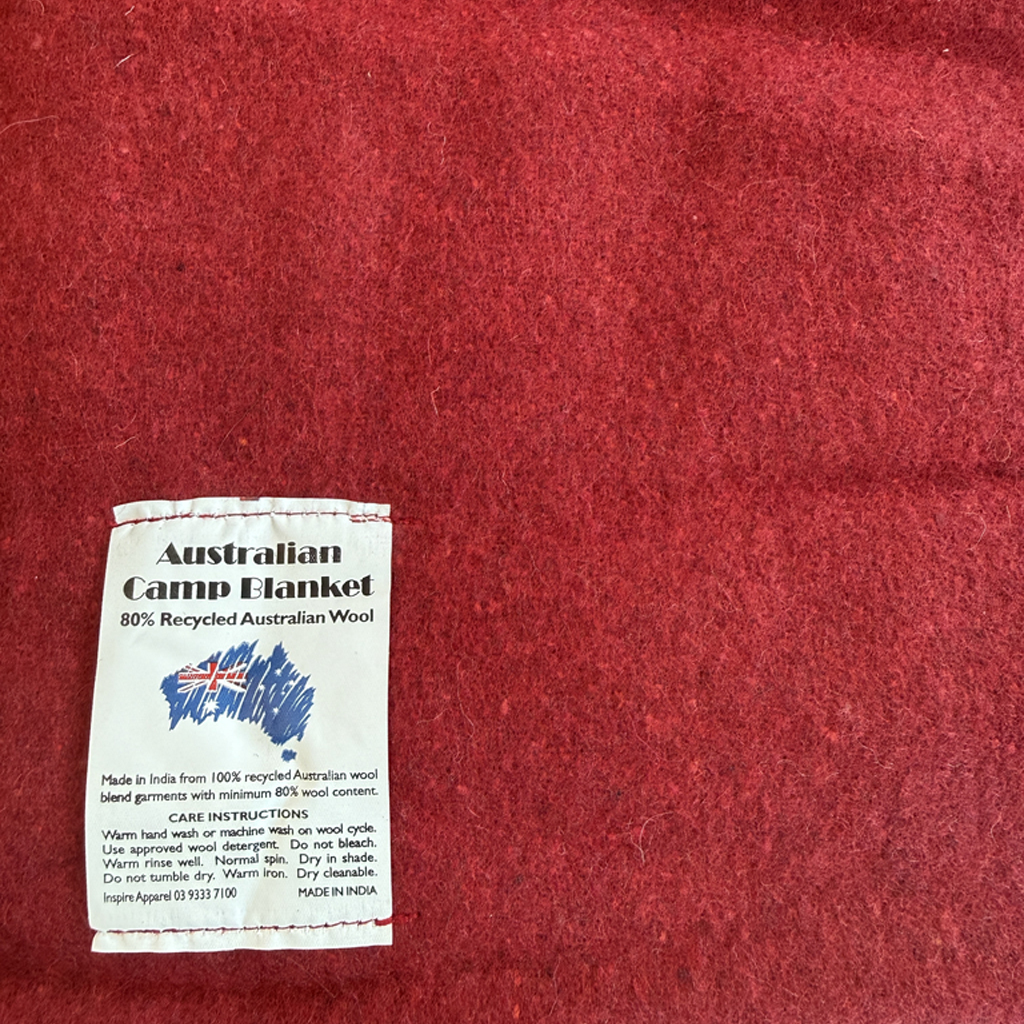 Australian
Camp Blanket
80% Recycled Australian Wool
Made in India from 100% recycled Australian wool
blend garments with minimum 80% wool content.
CARE INSTRUCTIONS
Warm hand wash or machine wash on wool cycle.
Use approved wool detergent. Do not bleach.
Warm rinse well. Normal spin. Dry in shade.
Do not tumble dry. Warm iron. Dry cleanable.
Inspire Apparel 03 9333 7100 MADE IN INDIA